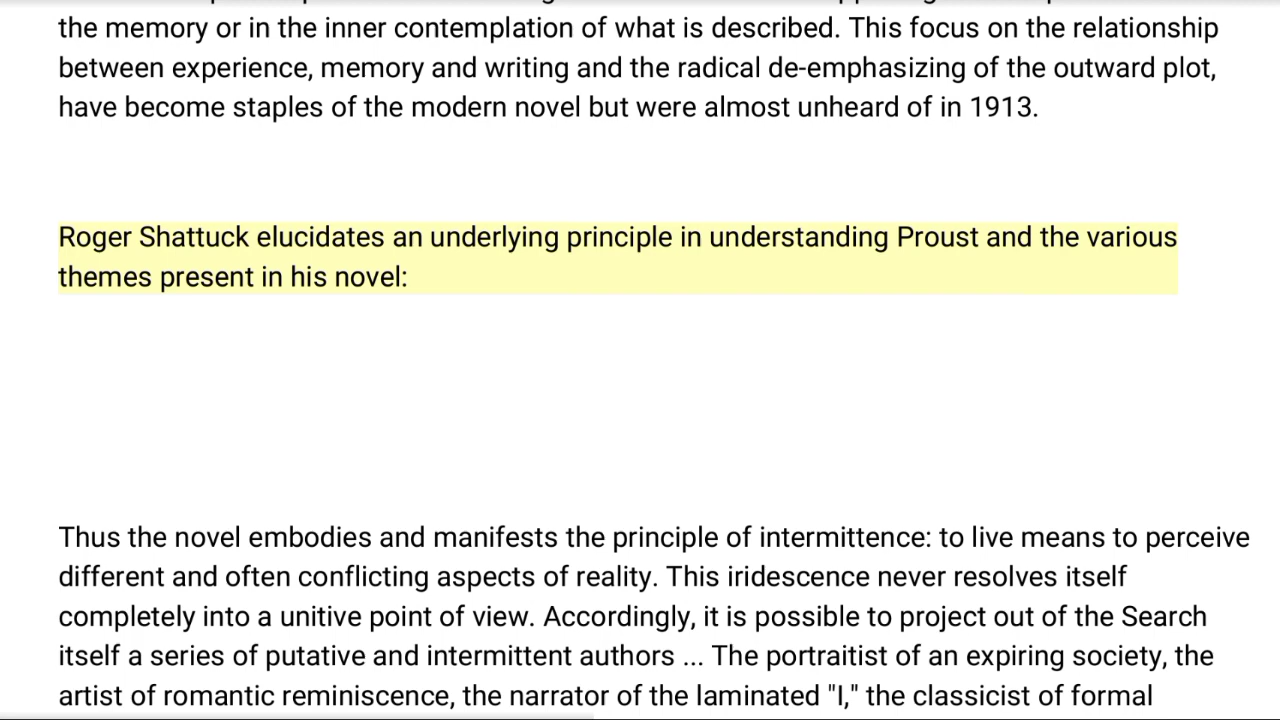 the memory or in the inner contemplation of what is described. This focus on the relationship
between experience, memory and writing and the radical de-emphasizing of the outward plot,
have become staples of the modern novel but were almost unheard of in 1913.
Roger Shattuck elucidates an underlying principle in understanding Proust and the various
themes present in his novel:
Thus the novel embodies and manifests the principle of intermittence: to live means to perceive
different and often conflicting aspects of reality. This iridescence never resolves itself
completely into a unitive point of view. Accordingly, it is possible to project out of the Search
itself a series of putative and intermittent authors ... The portraitist of an expiring society, the
artist of romantic reminiscence, the narrator of the laminated "I," the classicist of formal